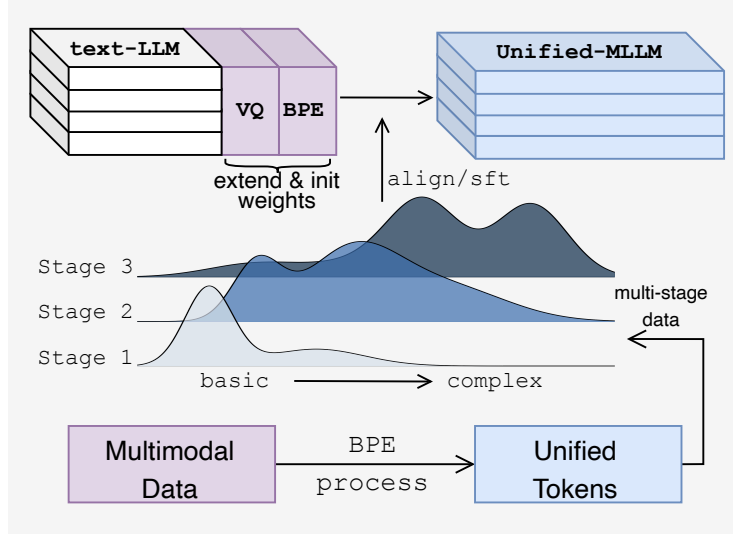 text-LLM
VQ
BPE
Unified-MLLM
extend & init
weights
align/sft
Stage 3
Stage 2
Stage 1
multi-stage
data
basic
complex
Multimodal
Data
BPE
process
Unified
Tokens